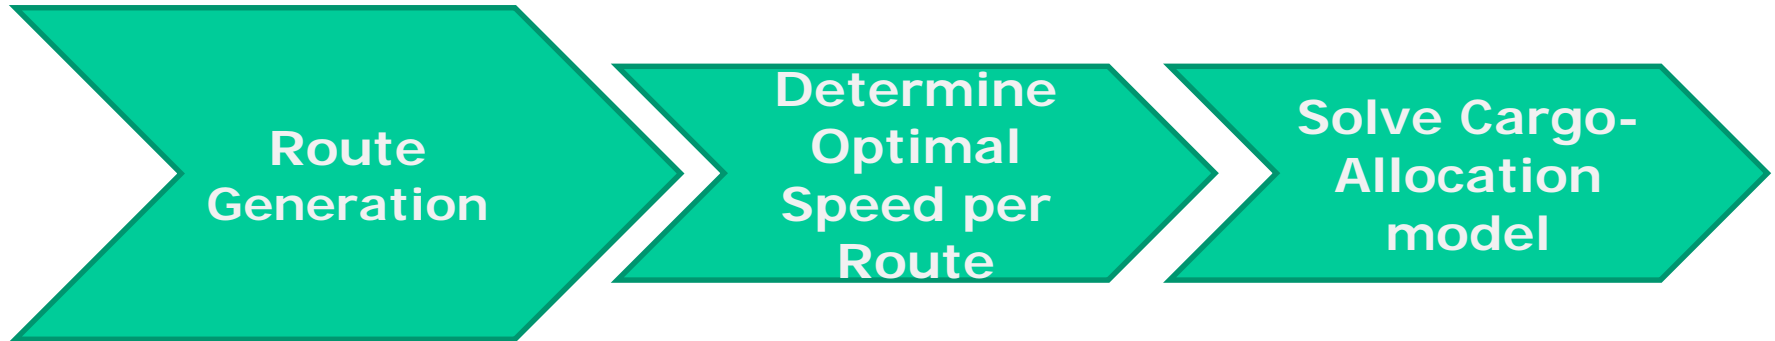 Route
Generation
Determine
Optimal
Speed per
Route
Solve Cargo-
Allocation
model